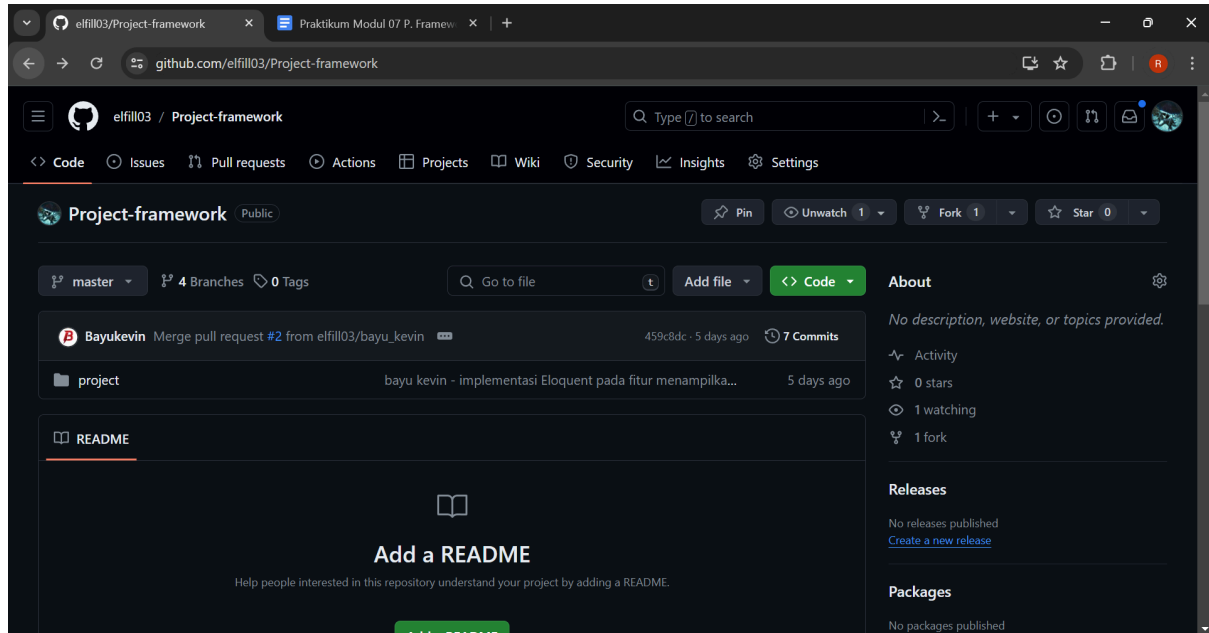 elfill03/Project-framework
Praktikum Modul 07 P. Framew
github.com/elfill03/Project-framework
R
elfill03 / Project-framework
Type / to search
Code Issues Pull requests Actions Projects Wiki Security Insights Settings
Project-framework Public
Pin Unwatch 1 Fork 1 Star 0
master 4 Branches 0 Tags Go to file t Add file Code
Bayukevin Merge pull request #2 from elfill03/bayu_kevin 459c8dc · 5 days ago 7 Commits
project bayu kevin - implementasi Eloquent pada fitur menampilka... 5 days ago
README
Add a README
Help people interested in this repository understand your project by adding a README.
Add a README
About
No description, website, or topics provided.
Activity
0 stars
1 watching
1 fork
Releases
No releases published
Create a new release
Packages
No packages published